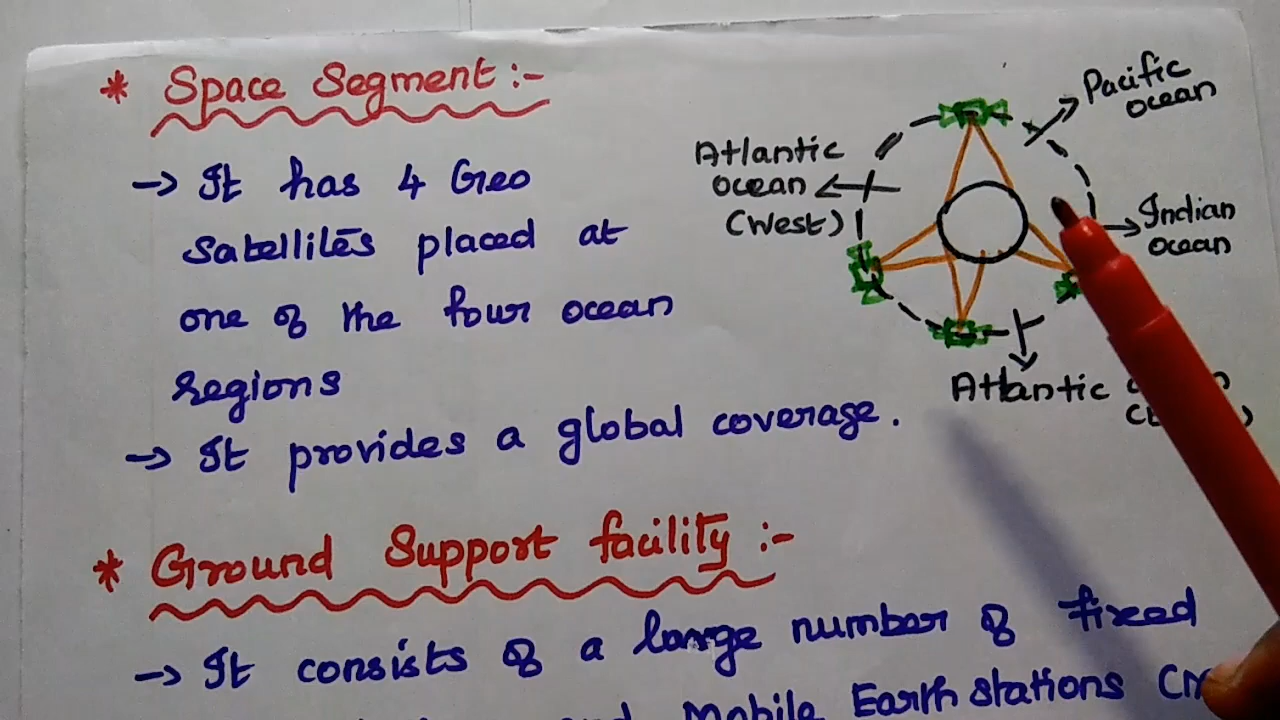 * Space Segment :-
→ It has 4 Geo
Satellites placed at
one of the four ocean
regions
→ It provides a global coverage.
Pacific
ocean
Atlantic
ocean
(West)
Indian
ocean
Atlantic
* Ground Support facility :-
→ It consists of a large number of fixed
Mobile Earth stations